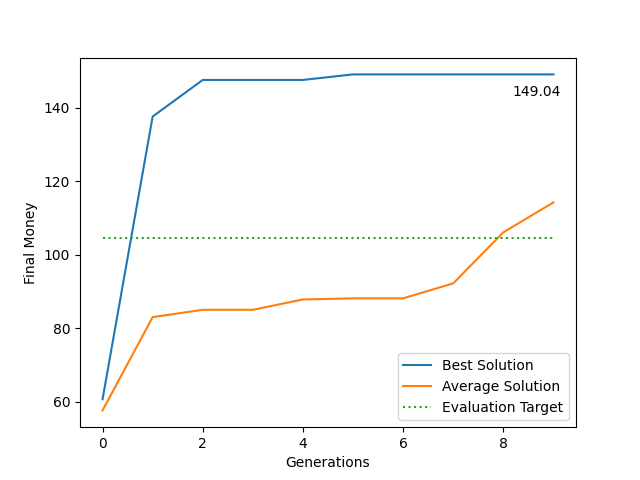 140
120
100
80
60
Final Money
149.04
Best Solution
Average Solution
Evaluation Target
0 2 4 6 8
Generations